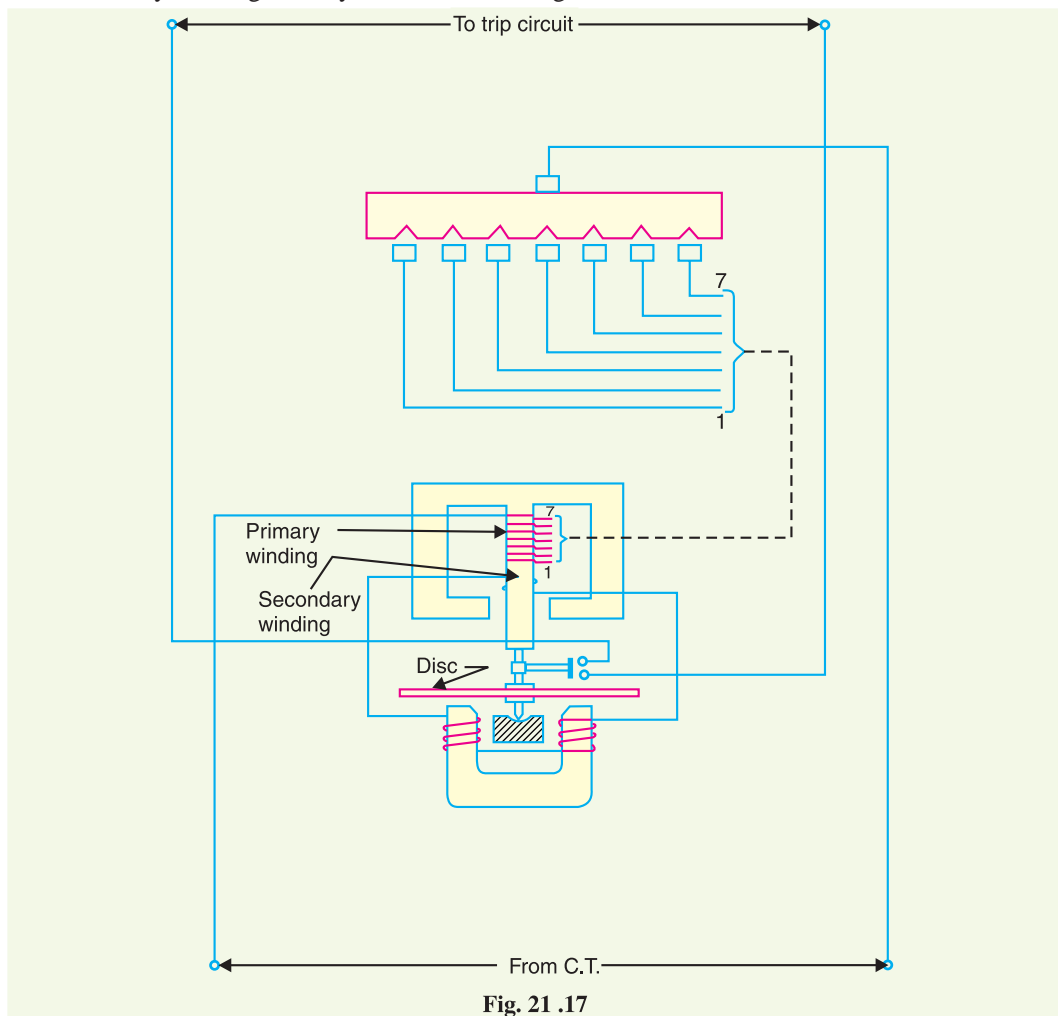 To trip circuit
7
1
7
Primary
winding
1
Secondary
winding
Disc
From C.T.
Fig. 21 .17